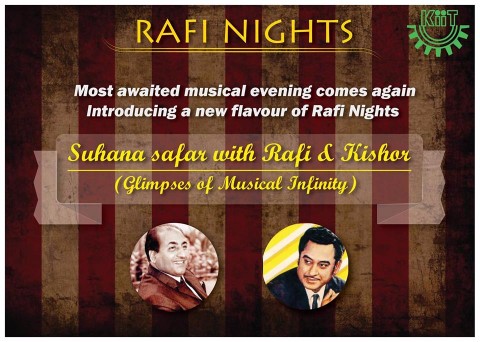 RAFI NIGHTS
KiiT
Most awaited musical evening comes again
Introducing a new flavour of Rafi Nights
Suhana safar with Rafi & Kishor
(Glimpses of Musical Infinity)